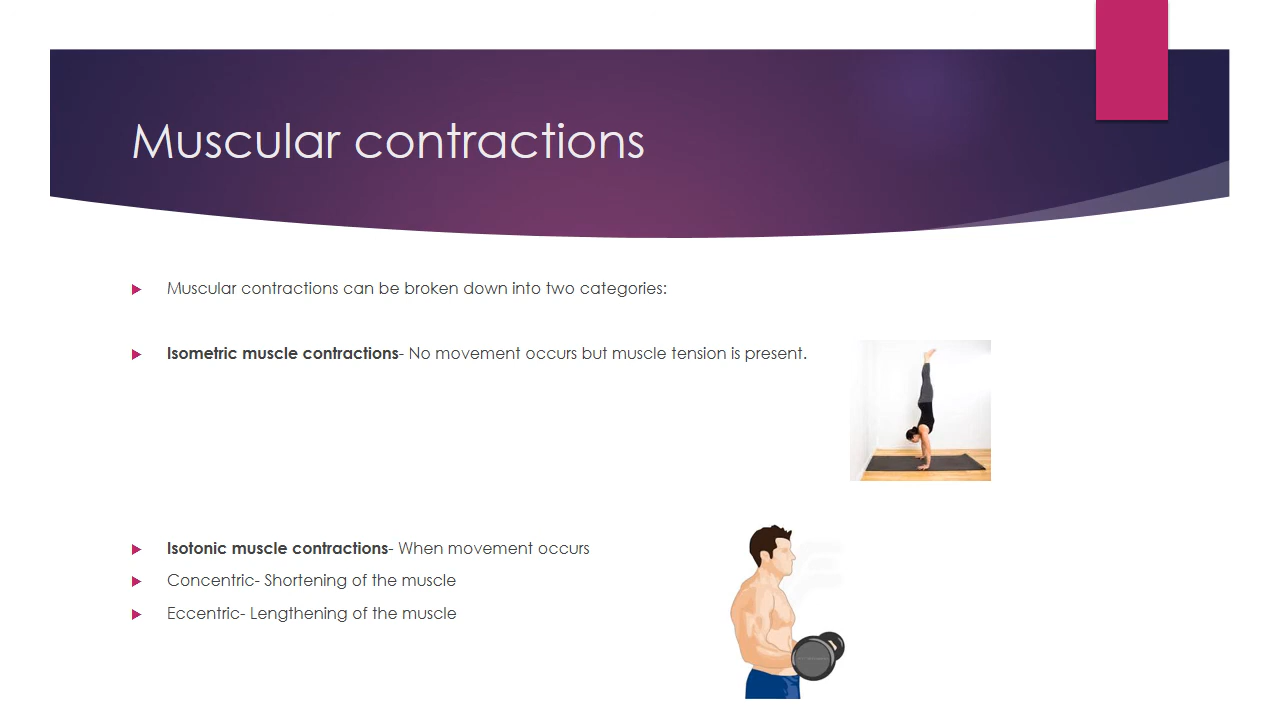 Muscular contractions
Muscular contractions can be broken down into two categories:
Isometric muscle contractions- No movement occurs but muscle tension is present.
Isotonic muscle contractions- When movement occurs
Concentric- Shortening of the muscle
Eccentric- Lengthening of the muscle